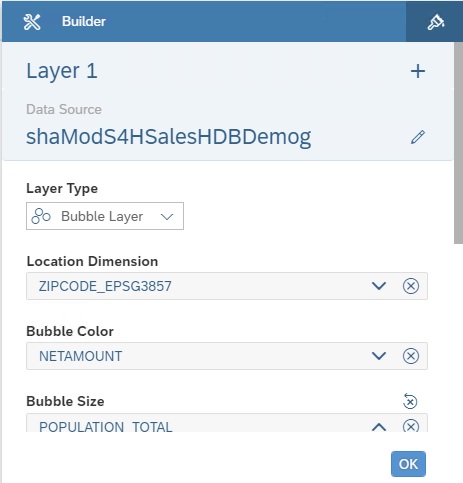 Builder
Layer 1
Data Source
shaModS4HSalesHDBDemog
Layer Type
Bubble Layer
Location Dimension
ZIPCODE_EPSG3857
Bubble Color
NETAMOUNT
Bubble Size
POPULATION_TOTAL
OK